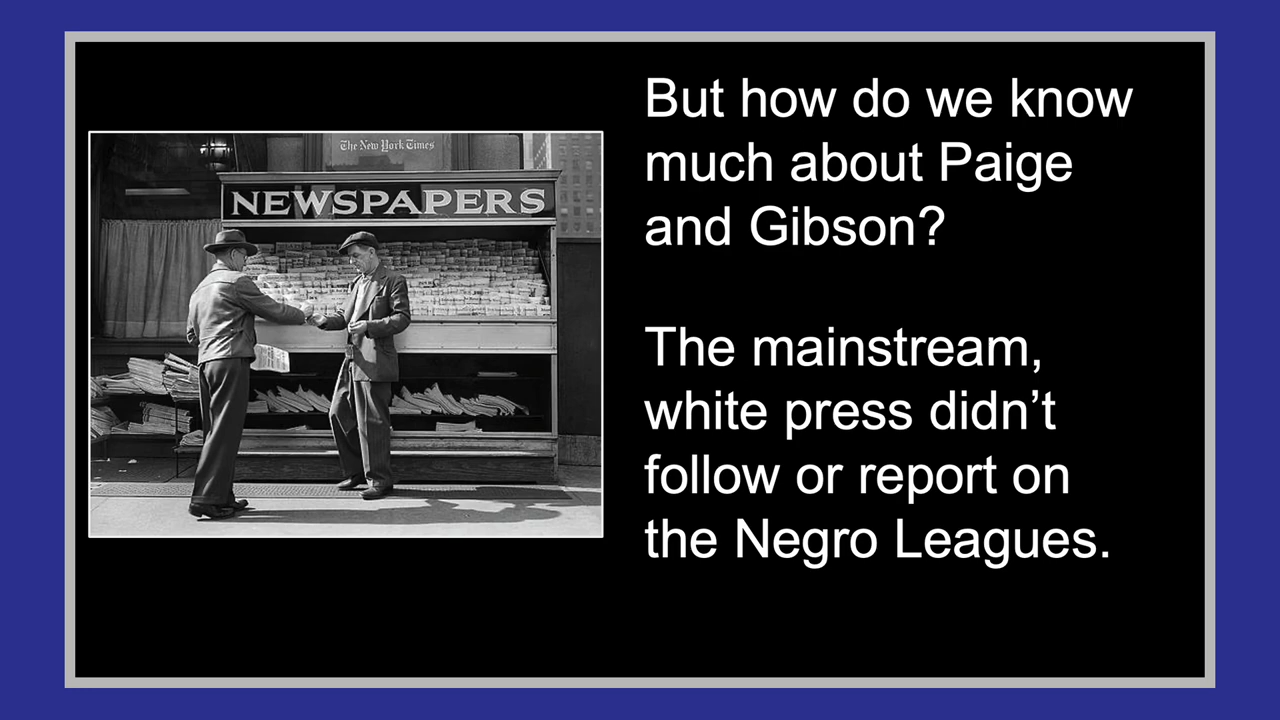 The New York Times
NEWSPAPERS
But how do we know
much about Paige
and Gibson?
The mainstream,
white press didn’t
follow or report on
the Negro Leagues.